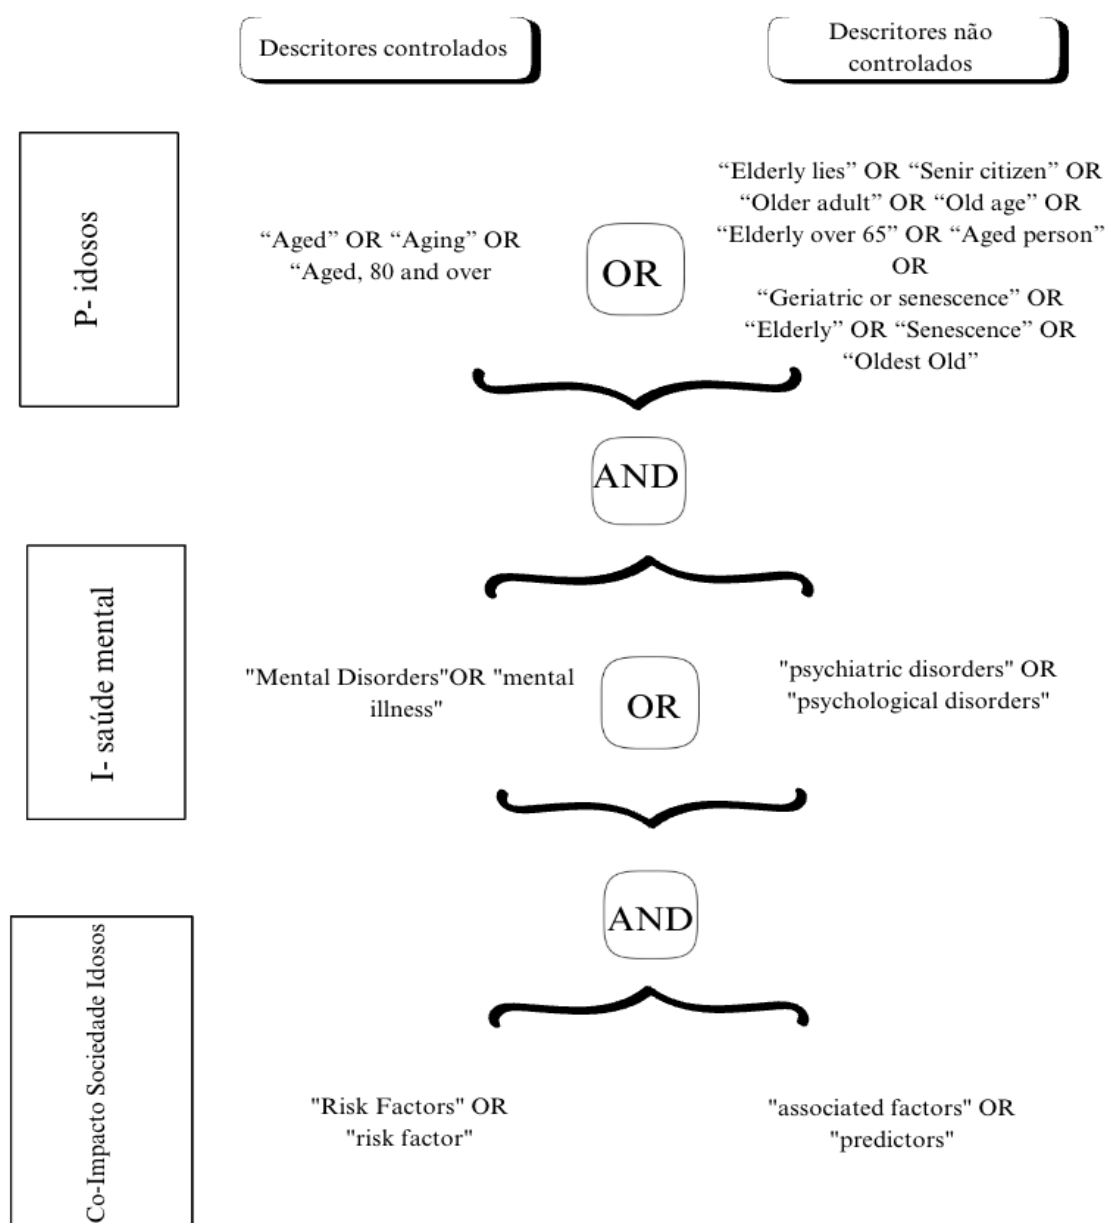 Descritores controlados
Descritores não
controlados
P- idosos
“Aged” OR “Aging” OR
“Aged, 80 and over
OR
“Elderly lies” OR “Senir citizen” OR
“Older adult” OR “Old age” OR
“Elderly over 65” OR “Aged person”
OR
“Geriatric or senescence” OR
“Elderly” OR “Senescence” OR
“Oldest Old”
AND
I- saúde mental
"Mental Disorders"OR "mental
illness"
OR
"psychiatric disorders" OR
"psychological disorders"
AND
Co-Impacto Sociedade Idosos
"Risk Factors" OR
"risk factor"
"associated factors" OR
"predictors"